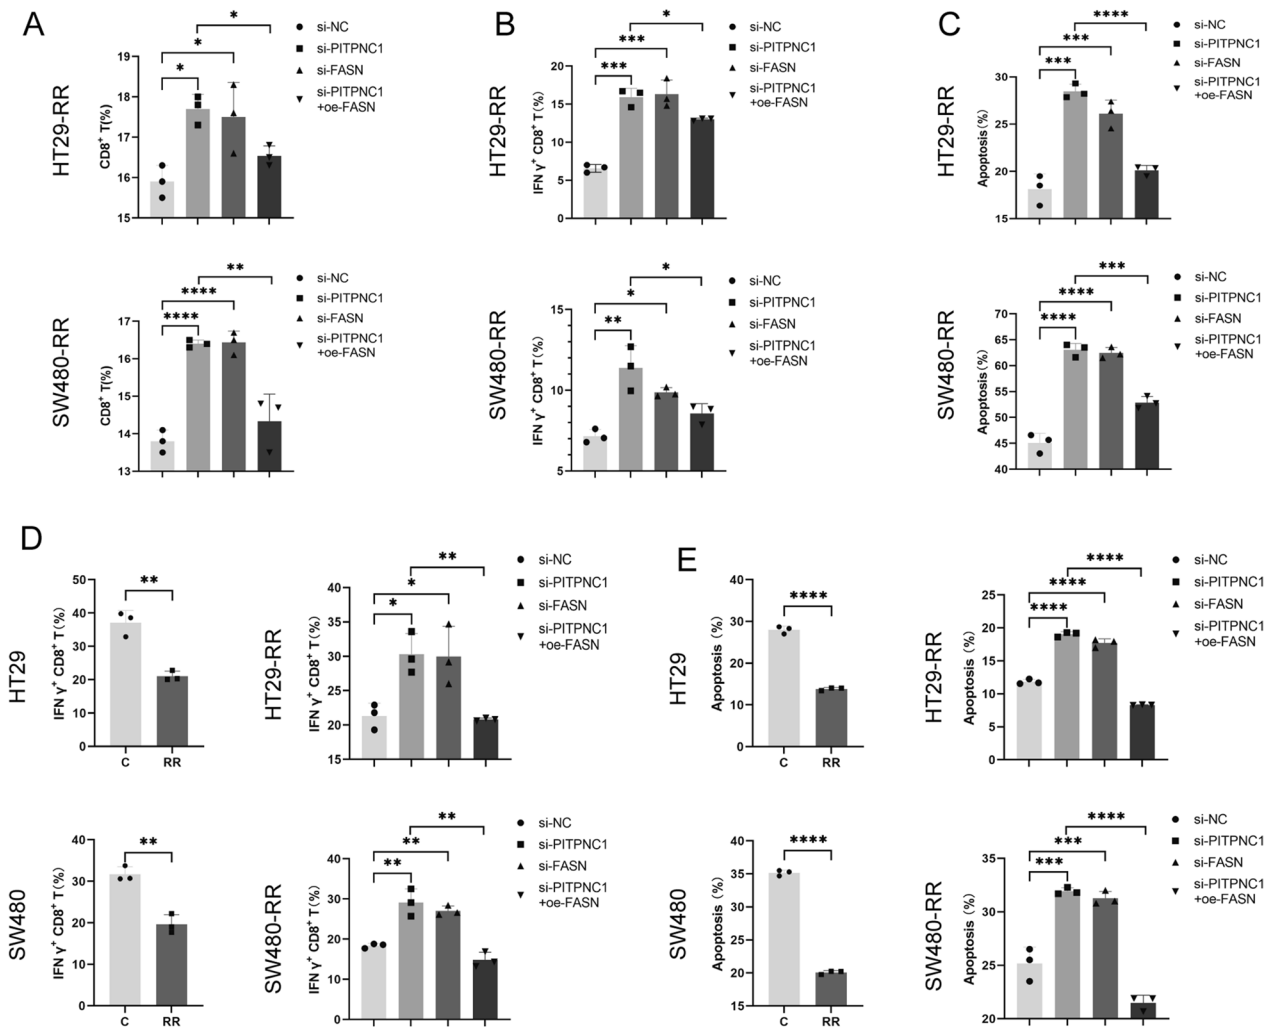 A
HT29-RR
CD8+ T(%)
19
18
17
16
15
*
*
*
si-NC
si-PITPNC1
si-FASN
si-PITPNC1
+oe-FASN
B
HT29-RR
IFN γ+ CD8+ T(%)
20
15
10
5
0
***
***
*
si-NC
si-PITPNC1
si-FASN
si-PITPNC1
+oe-FASN
C
HT29-RR
Apoptosis(%)
30
25
20
15
***
***
****
si-NC
si-PITPNC1
si-FASN
si-PITPNC1
+oe-FASN
SW480-RR
CD8+ T(%)
17
16
15
14
13
****
****
**
si-NC
si-PITPNC1
si-FASN
si-PITPNC1
+oe-FASN
SW480-RR
IFN γ+ CD8+ T(%)
15
10
5
**
*
*
si-NC
si-PITPNC1
si-FASN
si-PITPNC1
+oe-FASN
SW480-RR
Apoptosis(%)
70
65
60
55
50
45
40
****
****
***
si-NC
si-PITPNC1
si-FASN
si-PITPNC1
+oe-FASN
D
HT29
IFN γ+ CD8+ T(%)
50
40
30
20
10
0
**
C RR
HT29-RR
IFN γ+ CD8+ T(%)
40
35
30
25
20
15
*
*
**
si-NC
si-PITPNC1
si-FASN
si-PITPNC1
+oe-FASN
E
HT29
Apoptosis (%)
40
30
20
10
0
****
C RR
HT29-RR
Apoptosis (%)
25
20
15
10
5
0
****
****
****
si-NC
si-PITPNC1
si-FASN
si-PITPNC1
+oe-FASN
SW480
IFN γ+ CD8+ T(%)
40
30
20
10
0
**
C RR
SW480-RR
IFN γ+ CD8+ T(%)
40
30
20
10
0
**
**
**
si-NC
si-PITPNC1
si-FASN
si-PITPNC1
+oe-FASN
SW480
Apoptosis (%)
40
35
30
25
20
15
****
C RR
SW480-RR
Apoptosis (%)
35
30
25
20
***
***
****
si-NC
si-PITPNC1
si-FASN
si-PITPNC1
+oe-FASN